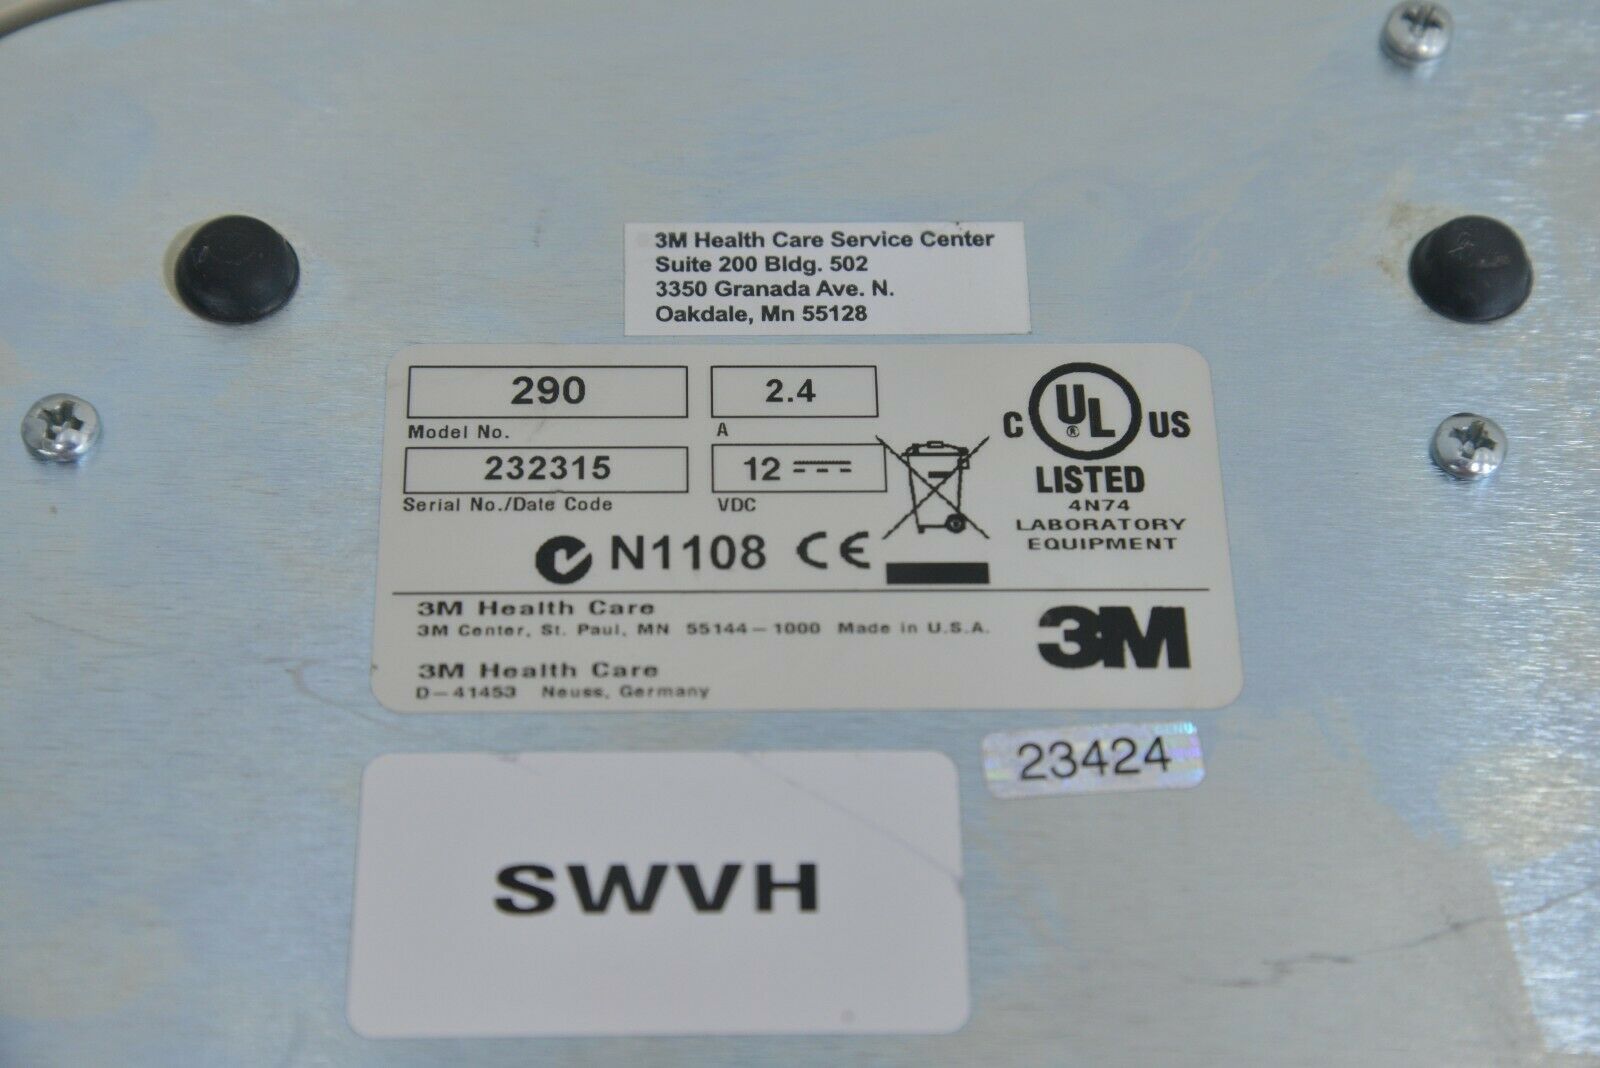 3M Health Care Service Center
Suite 200 Bldg. 502
3350 Granada Ave. N.
Oakdale, Mn 55128
290
2.4
Model No.
A
232315
12
Serial No./Date Code
VDC
C UL ® US
LISTED
4N74
LABORATORY
EQUIPMENT
N1108 CE
3M Health Care
3M Center, St. Paul, MN 55144-1000 Made in U.S.A.
3M Health Care
D-41453 Neuss, Germany
3M
23424
SWVH